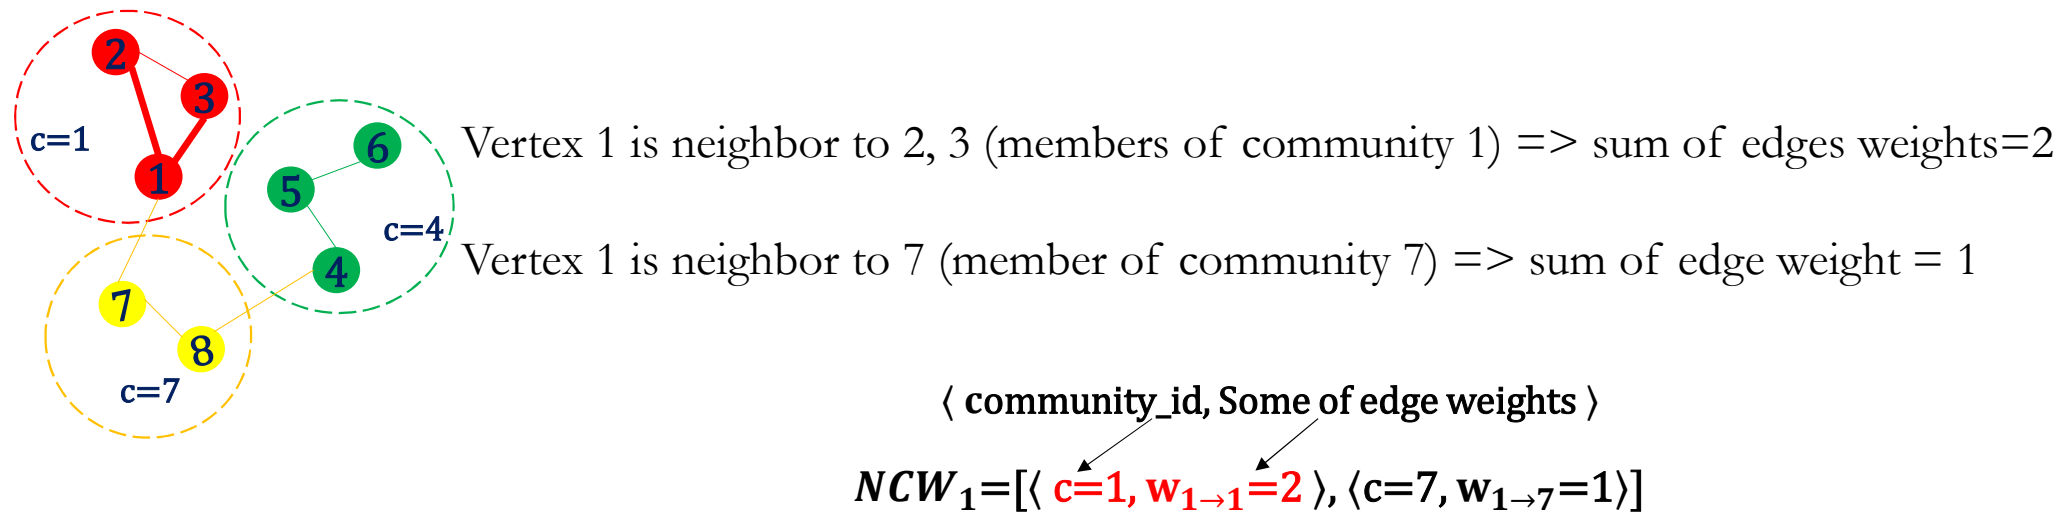 2
3
c=1
1
6
5
c=4
4
7
8
c=7
Vertex 1 is neighbor to 2, 3 (members of community 1) => sum of edges weights=2
Vertex 1 is neighbor to 7 (member of community 7) => sum of edge weight = 1
⟨ community_id, Some of edge weights ⟩
NCW₁=[⟨ c=1, w₁→₁=2 ⟩, ⟨c=7, w₁→₇=1⟩]